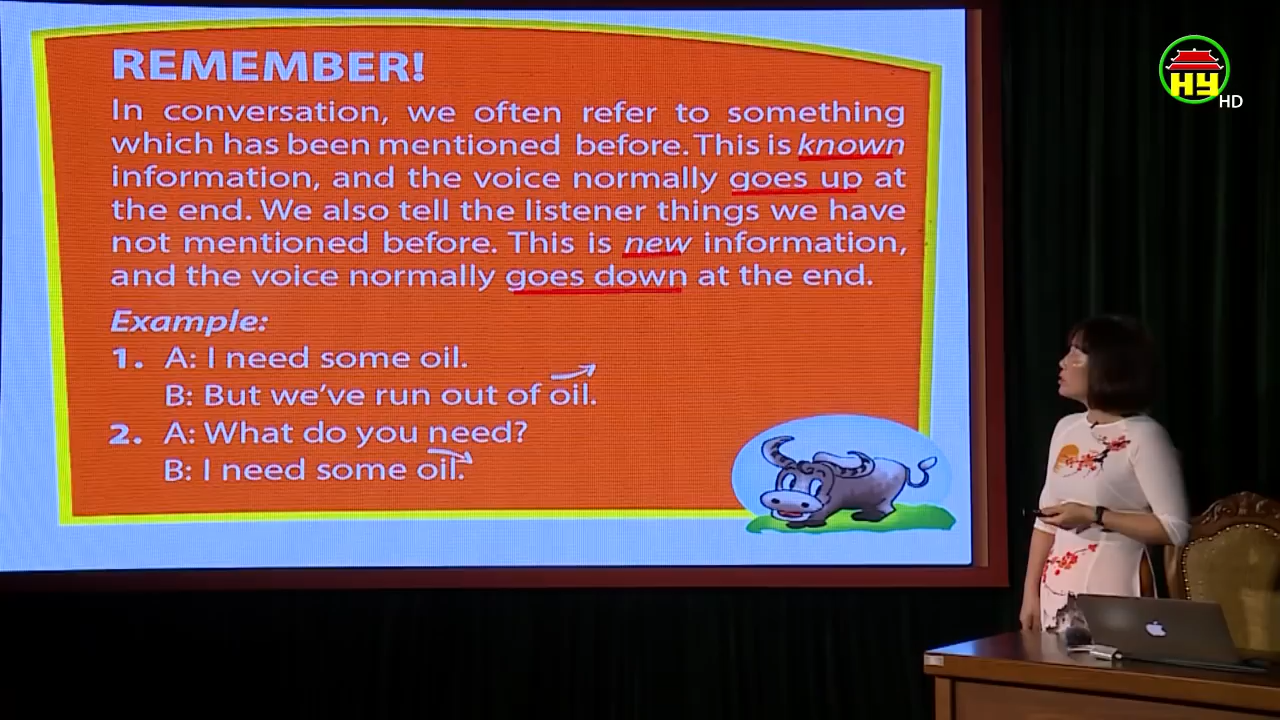 REMEMBER!
In conversation, we often refer to something
which has been mentioned before. This is known
information, and the voice normally goes up at
the end. We also tell the listener things we have
not mentioned before. This is new information,
and the voice normally goes down at the end.
Example:
1. A: I need some oil.
B: But we've run out of oil.
2. A: What do you need?
B: I need some oil.
HY
HD